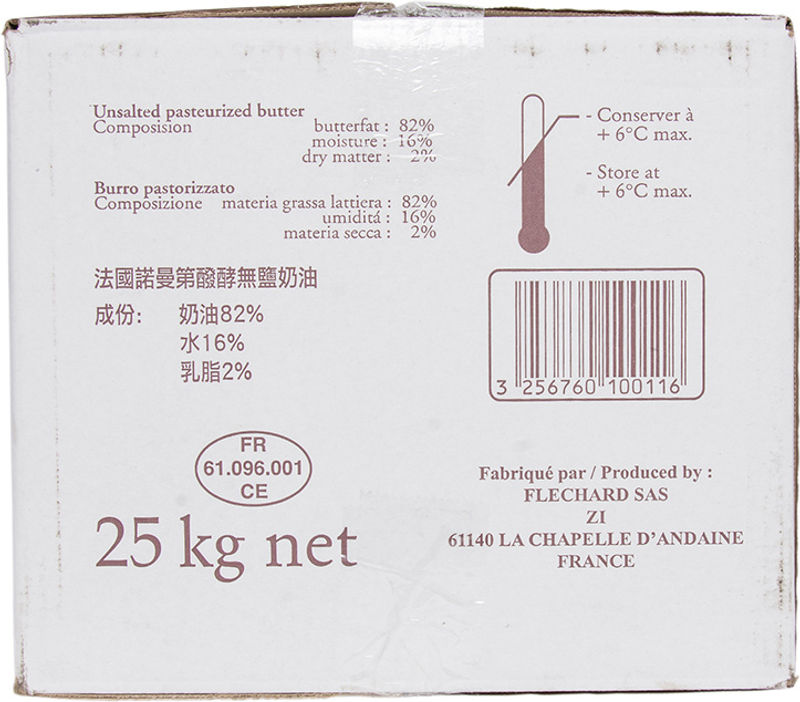 Unsalted pasteurized butter
Composision butterfat : 82%
moisture : 16%
dry matter : 2%
Burro pastorizzato
Composizione materia grassa lattiera : 82%
umiditá : 16%
materia secca : 2%
法國諾曼第醱酵無鹽奶油
成份: 奶油82%
水16%
乳脂2%
FR
61.096.001
CE
25 kg net
- Conserver à
+ 6°C max.
- Store at
+ 6°C max.
3 256760 100116
Fabriqué par / Produced by :
FLECHARD SAS
ZI
61140 LA CHAPELLE D'ANDAINE
FRANCE